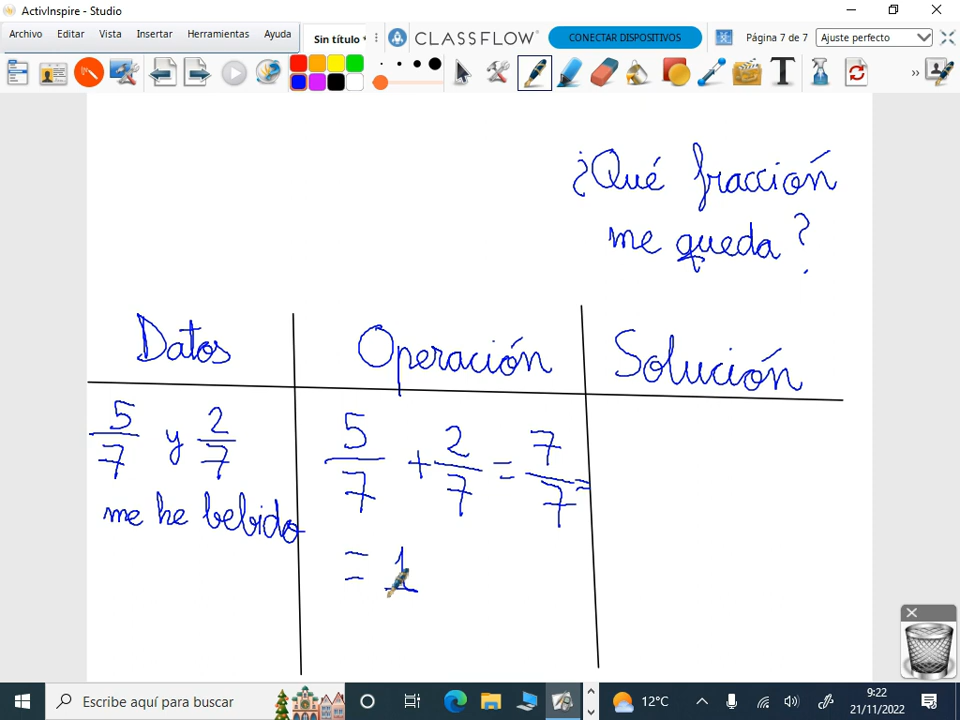 ActivInspire - Studio
Archivo Editar Vista Insertar Herramientas Ayuda
Sin título
CLASSFLOW
CONECTAR DISPOSITIVOS
Página 7 de 7
Ajuste perfecto
¿Qué fracción
me queda?
Datos Operación Solución
5/7 y 2/7
me he bebido
5/7 + 2/7 = 7/7 =
= 1
Escribe aquí para buscar
12°C
9:22
21/11/2022